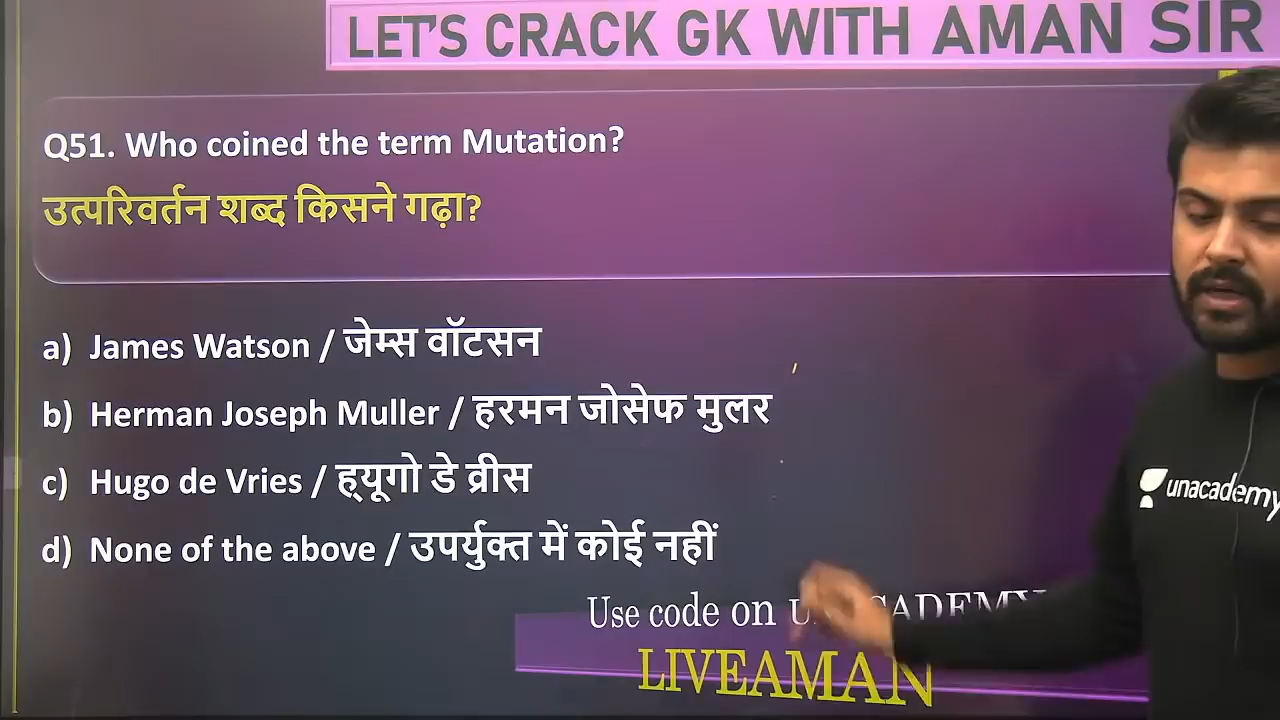 LET'S CRACK GK WITH AMAN SIR
Q51. Who coined the term Mutation?
उत्परिवर्तन शब्द किसने गढ़ा?
a) James Watson / जेम्स वॉटसन
b) Herman Joseph Muller / हरमन जोसेफ मुलर
c) Hugo de Vries / ह्यूगो डे व्रीस
d) None of the above / उपर्युक्त में कोई नहीं
unacademy
Use code on
LIVEAMAN